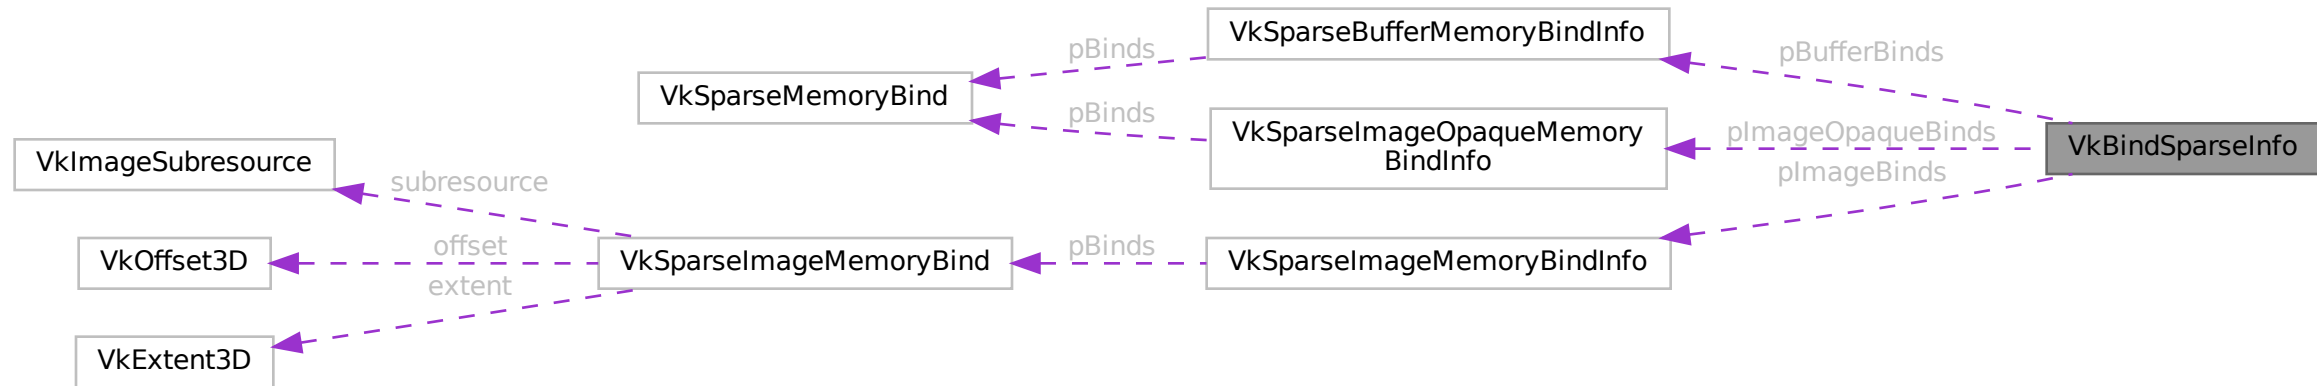 VkSparseBufferMemoryBindInfo
pBinds
pBufferBinds
VkSparseMemoryBind
pBinds
VkSparseImageOpaqueMemory
BindInfo
pImageOpaqueBinds
VkBindSparseInfo
VkImageSubresource
subresource
pImageBinds
VkOffset3D
offset
VkSparseImageMemoryBind
pBinds
VkSparseImageMemoryBindInfo
extent
VkExtent3D